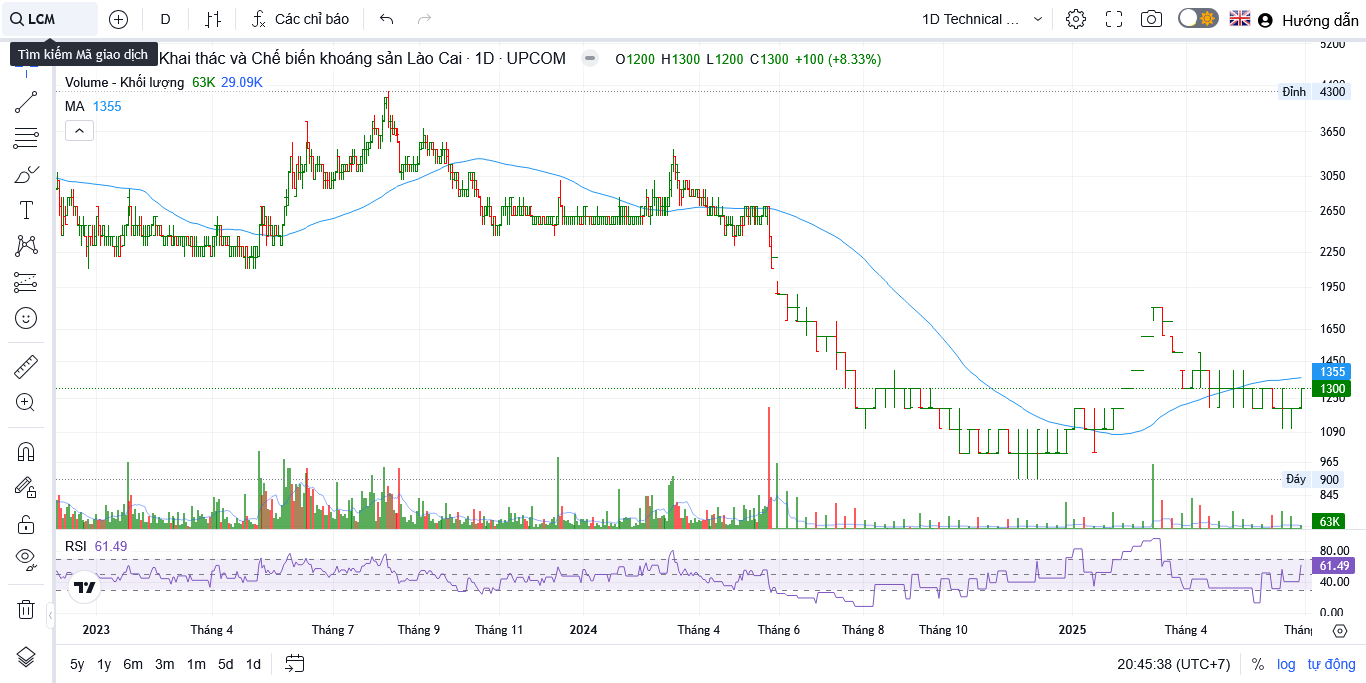 LCM
D
Các chỉ báo
1D Technical ...
Hướng dẫn
Tìm kiếm Mã giao dịch
Khai thác và Chế biến khoáng sản Lào Cai · 1D · UPCOM
O1200 H1300 L1200 C1300 +100 (+8.33%)
Volume - Khối lượng 63K 29.09K
MA 1355
5200
4400
Đỉnh 4300
3650
3050
2650
2250
1950
1650
1450
1355
1300
1250
1090
965
Đáy 900
845
63K
RSI 61.49
80.00
61.49
40.00
0.00
2023 Tháng 4 Tháng 7 Tháng 9 Tháng 11 2024 Tháng 4 Tháng 6 Tháng 8 Tháng 10 2025 Tháng 4 Thán
5y 1y 6m 3m 1m 5d 1d
20:45:38 (UTC+7) % log tự động